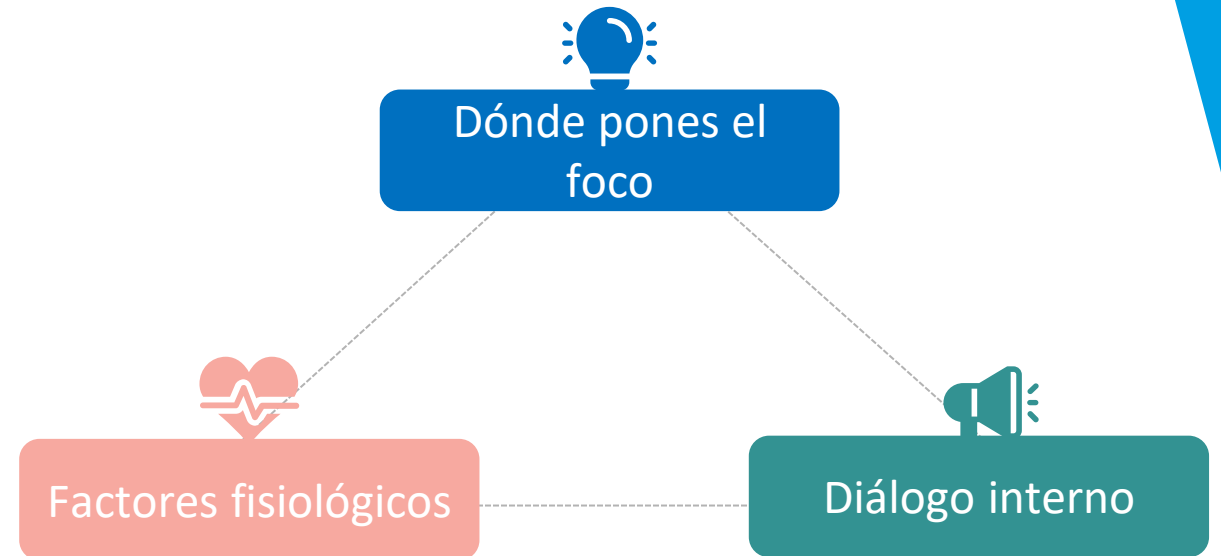 Dónde pones el
foco
Factores fisiológicos
Diálogo interno